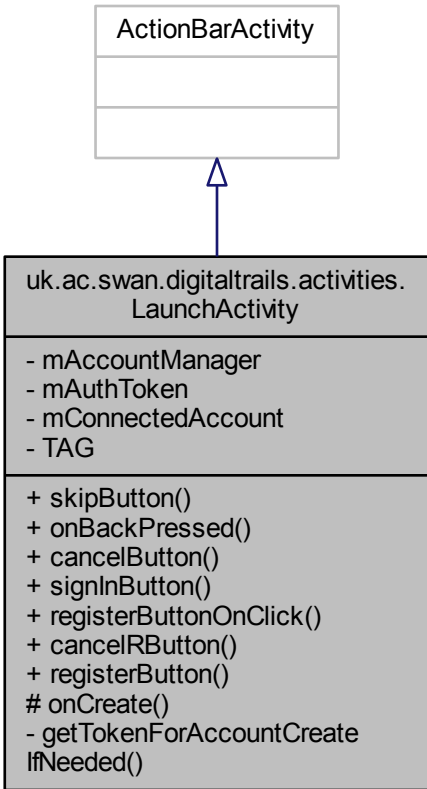 ActionBarActivity
uk.ac.swan.digitaltrails.activities.
LaunchActivity
- mAccountManager
- mAuthToken
- mConnectedAccount
- TAG
+ skipButton()
+ onBackPressed()
+ cancelButton()
+ signInButton()
+ registerButtonOnClick()
+ cancelRButton()
+ registerButton()
# onCreate()
- getTokenForAccountCreate
IfNeeded()